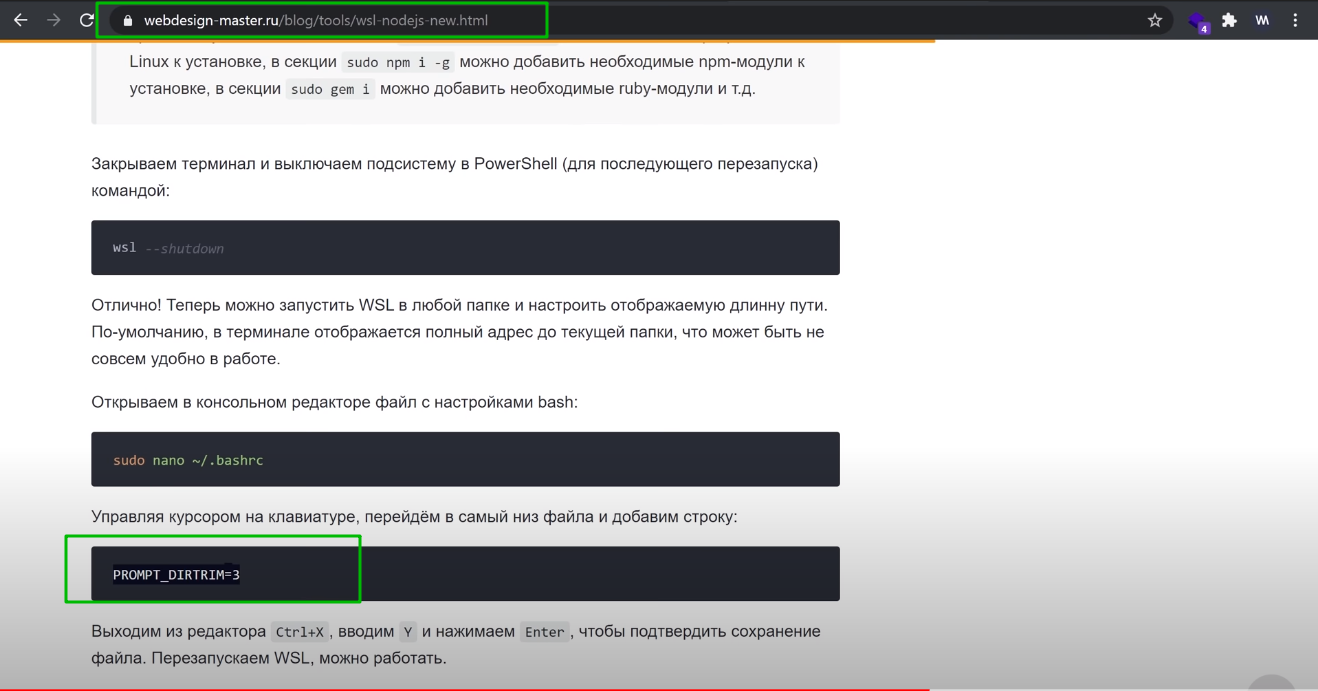 webdesign-master.ru/blog/tools/wsl-nodejs-new.html
4
Linux к установке, в секции sudo npm i -g можно добавить необходимые npm-модули к
установке, в секции sudo gem i можно добавить необходимые ruby-модули и т.д.
Закрываем терминал и выключаем подсистему в PowerShell (для последующего перезапуска)
командой:
wsl --shutdown
Отлично! Теперь можно запустить WSL в любой папке и настроить отображаемую длинну пути.
По-умолчанию, в терминале отображается полный адрес до текущей папки, что может быть не
совсем удобно в работе.
Открываем в консольном редакторе файл с настройками bash:
sudo nano ~/.bashrc
Управляя курсором на клавиатуре, перейдём в самый низ файла и добавим строку:
PROMPT_DIRTRIM=3
Выходим из редактора Ctrl+X, вводим Y и нажимаем Enter, чтобы подтвердить сохранение
файла. Перезапускаем WSL, можно работать.